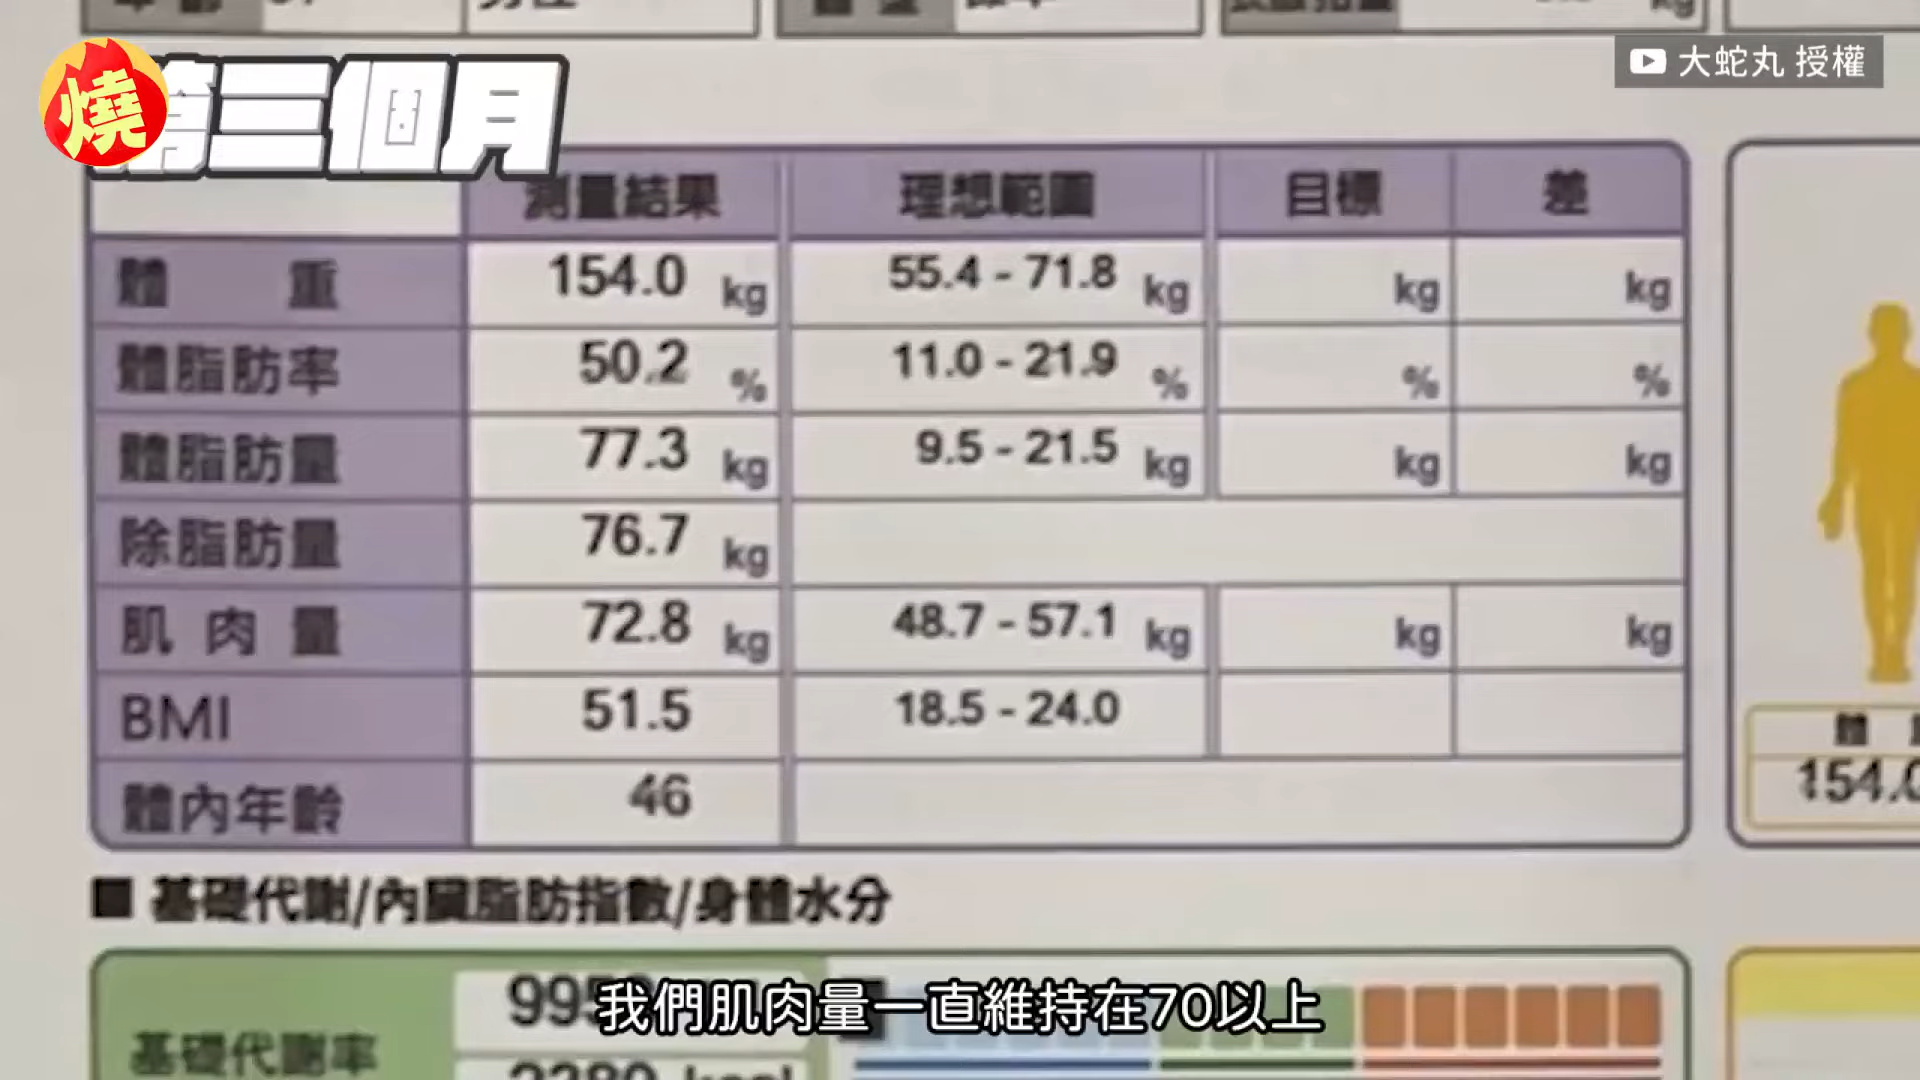 大蛇丸 授權
燒
第三個月
測量結果 理想範圍 目標 差
體重 154.0 kg 55.4 - 71.8 kg kg kg
體脂肪率 50.2 % 11.0 - 21.9 % % %
體脂肪量 77.3 kg 9.5 - 21.5 kg kg kg
除脂肪量 76.7 kg
肌肉量 72.8 kg 48.7 - 57.1 kg kg kg
BMI 51.5 18.5 - 24.0
體內年齡 46
154.0
■ 基礎代謝/內臟脂肪指數/身體水分
基礎代謝率
我們肌肉量一直維持在70以上